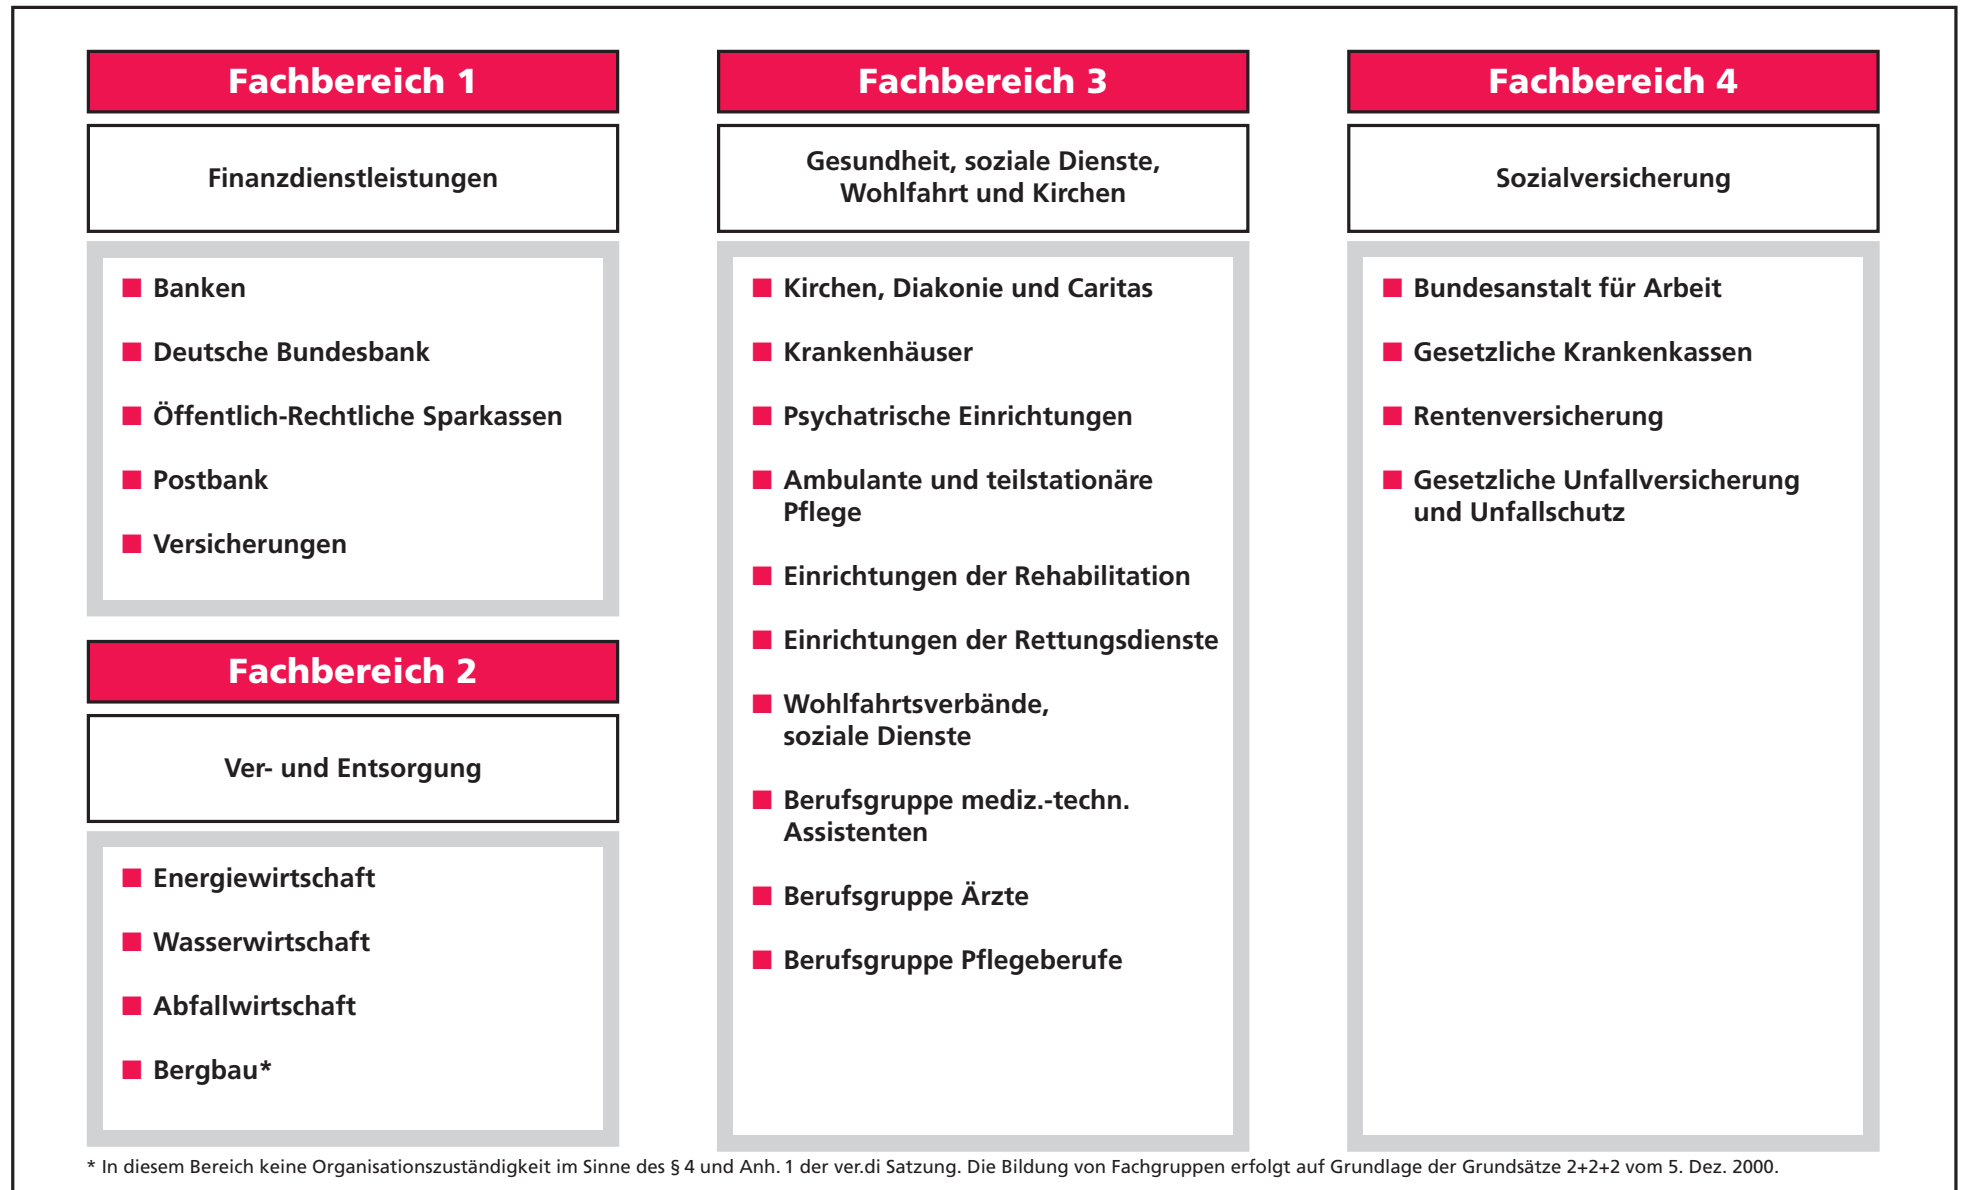 Fachbereich 1
Finanzdienstleistungen
Banken
Deutsche Bundesbank
Öffentlich-Rechtliche Sparkassen
Postbank
Versicherungen
Fachbereich 2
Ver- und Entsorgung
Energiewirtschaft
Wasserwirtschaft
Abfallwirtschaft
Bergbau*
Fachbereich 3
Gesundheit, soziale Dienste,
Wohlfahrt und Kirchen
Kirchen, Diakonie und Caritas
Krankenhäuser
Psychatrische Einrichtungen
Ambulante und teilstationäre
Pflege
Einrichtungen der Rehabilitation
Einrichtungen der Rettungsdienste
Wohlfahrtsverbände,
soziale Dienste
Berufsgruppe mediz.-techn.
Assistenten
Berufsgruppe Ärzte
Berufsgruppe Pflegeberufe
Fachbereich 4
Sozialversicherung
Bundesanstalt für Arbeit
Gesetzliche Krankenkassen
Rentenversicherung
Gesetzliche Unfallversicherung
und Unfallschutz
* In diesem Bereich keine Organisationszuständigkeit im Sinne des § 4 und Anh. 1 der ver.di Satzung. Die Bildung von Fachgruppen erfolgt auf Grundlage der Grundsätze 2+2+2 vom 5. Dez. 2000.